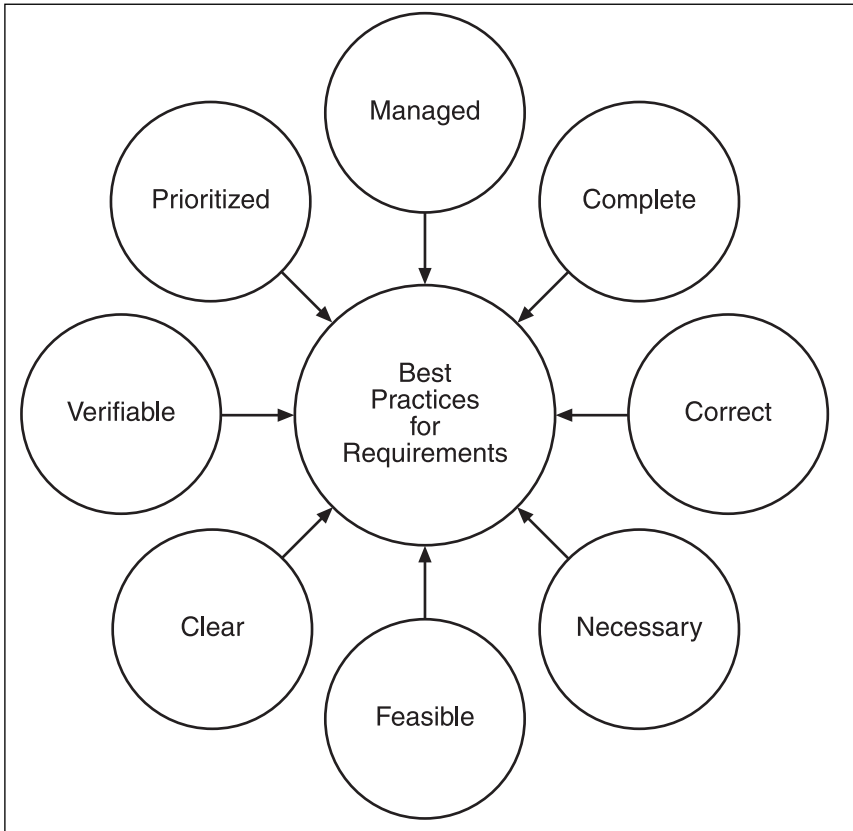 Managed
Prioritized
Complete
Best
Practices
for
Requirements
Verifiable
Correct
Clear
Necessary
Feasible